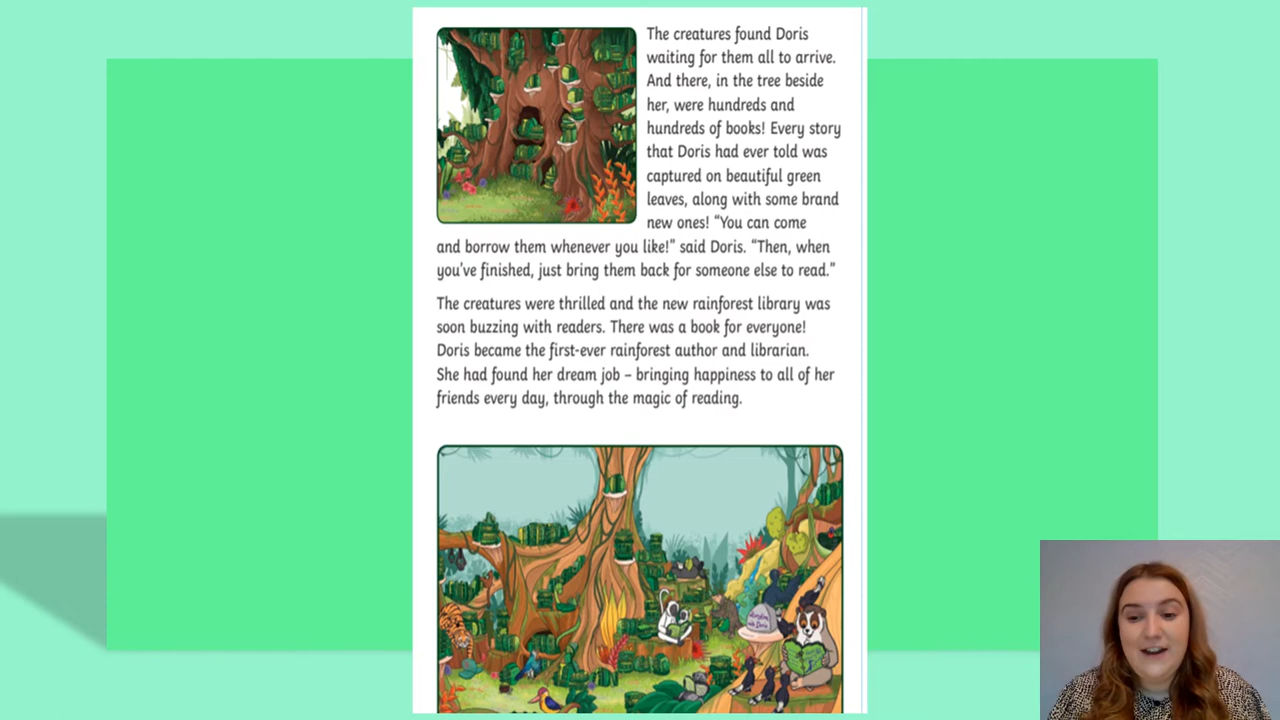 The creatures found Doris
waiting for them all to arrive.
And there, in the tree beside
her, were hundreds and
hundreds of books! Every story
that Doris had ever told was
captured on beautiful green
leaves, along with some brand
new ones! “You can come
and borrow them whenever you like!” said Doris. “Then, when
you’ve finished, just bring them back for someone else to read.”
The creatures were thrilled and the new rainforest library was
soon buzzing with readers. There was a book for everyone!
Doris became the first-ever rainforest author and librarian.
She had found her dream job – bringing happiness to all of her
friends every day, through the magic of reading.
Storytime
with Doris